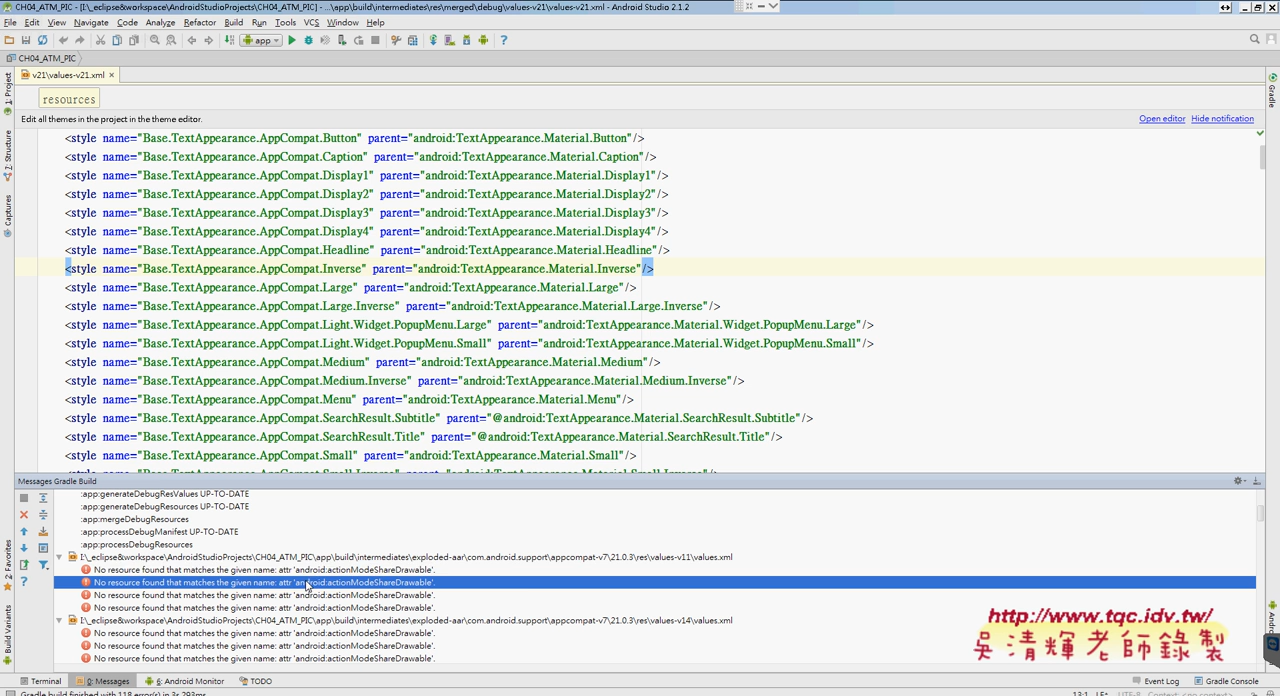 CH04_ATM_PIC - [I:\_eclipse&workspace\AndroidStudioProjects\CH04_ATM_PIC] - ...\app\build\intermediates\res\merged\debug\values-v21\values-v21.xml - Android Studio 2.1.2
File Edit View Navigate Code Analyze Refactor Build Run Tools VCS Window Help
app
CH04_ATM_PIC
v21\values-v21.xml
resources
Edit all themes in the project in the theme editor. Open editor Hide notification
<style name="Base.TextAppearance.AppCompat.Button" parent="android:TextAppearance.Material.Button"/>
<style name="Base.TextAppearance.AppCompat.Caption" parent="android:TextAppearance.Material.Caption"/>
<style name="Base.TextAppearance.AppCompat.Display1" parent="android:TextAppearance.Material.Display1"/>
<style name="Base.TextAppearance.AppCompat.Display2" parent="android:TextAppearance.Material.Display2"/>
<style name="Base.TextAppearance.AppCompat.Display3" parent="android:TextAppearance.Material.Display3"/>
<style name="Base.TextAppearance.AppCompat.Display4" parent="android:TextAppearance.Material.Display4"/>
<style name="Base.TextAppearance.AppCompat.Headline" parent="android:TextAppearance.Material.Headline"/>
<style name="Base.TextAppearance.AppCompat.Inverse" parent="android:TextAppearance.Material.Inverse"/>
<style name="Base.TextAppearance.AppCompat.Large" parent="android:TextAppearance.Material.Large"/>
<style name="Base.TextAppearance.AppCompat.Large.Inverse" parent="android:TextAppearance.Material.Large.Inverse"/>
<style name="Base.TextAppearance.AppCompat.Light.Widget.PopupMenu.Large" parent="android:TextAppearance.Material.Widget.PopupMenu.Large"/>
<style name="Base.TextAppearance.AppCompat.Light.Widget.PopupMenu.Small" parent="android:TextAppearance.Material.Widget.PopupMenu.Small"/>
<style name="Base.TextAppearance.AppCompat.Medium" parent="android:TextAppearance.Material.Medium"/>
<style name="Base.TextAppearance.AppCompat.Medium.Inverse" parent="android:TextAppearance.Material.Medium.Inverse"/>
<style name="Base.TextAppearance.AppCompat.Menu" parent="android:TextAppearance.Material.Menu"/>
<style name="Base.TextAppearance.AppCompat.SearchResult.Subtitle" parent="@android:TextAppearance.Material.SearchResult.Subtitle"/>
<style name="Base.TextAppearance.AppCompat.SearchResult.Title" parent="@android:TextAppearance.Material.SearchResult.Title"/>
<style name="Base.TextAppearance.AppCompat.Small" parent="android:TextAppearance.Material.Small"/>
1: Project
7: Structure
Captures
2: Favorites
Build Variants
Gradle
Messages Gradle Build
:app:generateDebugResValues UP-TO-DATE
:app:generateDebugResources UP-TO-DATE
:app:mergeDebugResources
:app:processDebugManifest UP-TO-DATE
:app:processDebugResources
I:\_eclipse&workspace\AndroidStudioProjects\CH04_ATM_PIC\app\build\intermediates\exploded-aar\com.android.support\appcompat-v7\21.0.3\res\values-v11\values.xml
No resource found that matches the given name: attr 'android:actionModeShareDrawable'.
No resource found that matches the given name: attr 'android:actionModeShareDrawable'.
No resource found that matches the given name: attr 'android:actionModeShareDrawable'.
No resource found that matches the given name: attr 'android:actionModeShareDrawable'.
I:\_eclipse&workspace\AndroidStudioProjects\CH04_ATM_PIC\app\build\intermediates\exploded-aar\com.android.support\appcompat-v7\21.0.3\res\values-v14\values.xml
No resource found that matches the given name: attr 'android:actionModeShareDrawable'.
No resource found that matches the given name: attr 'android:actionModeShareDrawable'.
No resource found that matches the given name: attr 'android:actionModeShareDrawable'.
http://www.tqc.idv.tw/
吳清輝老師錄製
Terminal 0: Messages 6: Android Monitor TODO Event Log Gradle Console
Gradle build finished with 118 error(s) in 3s 293ms